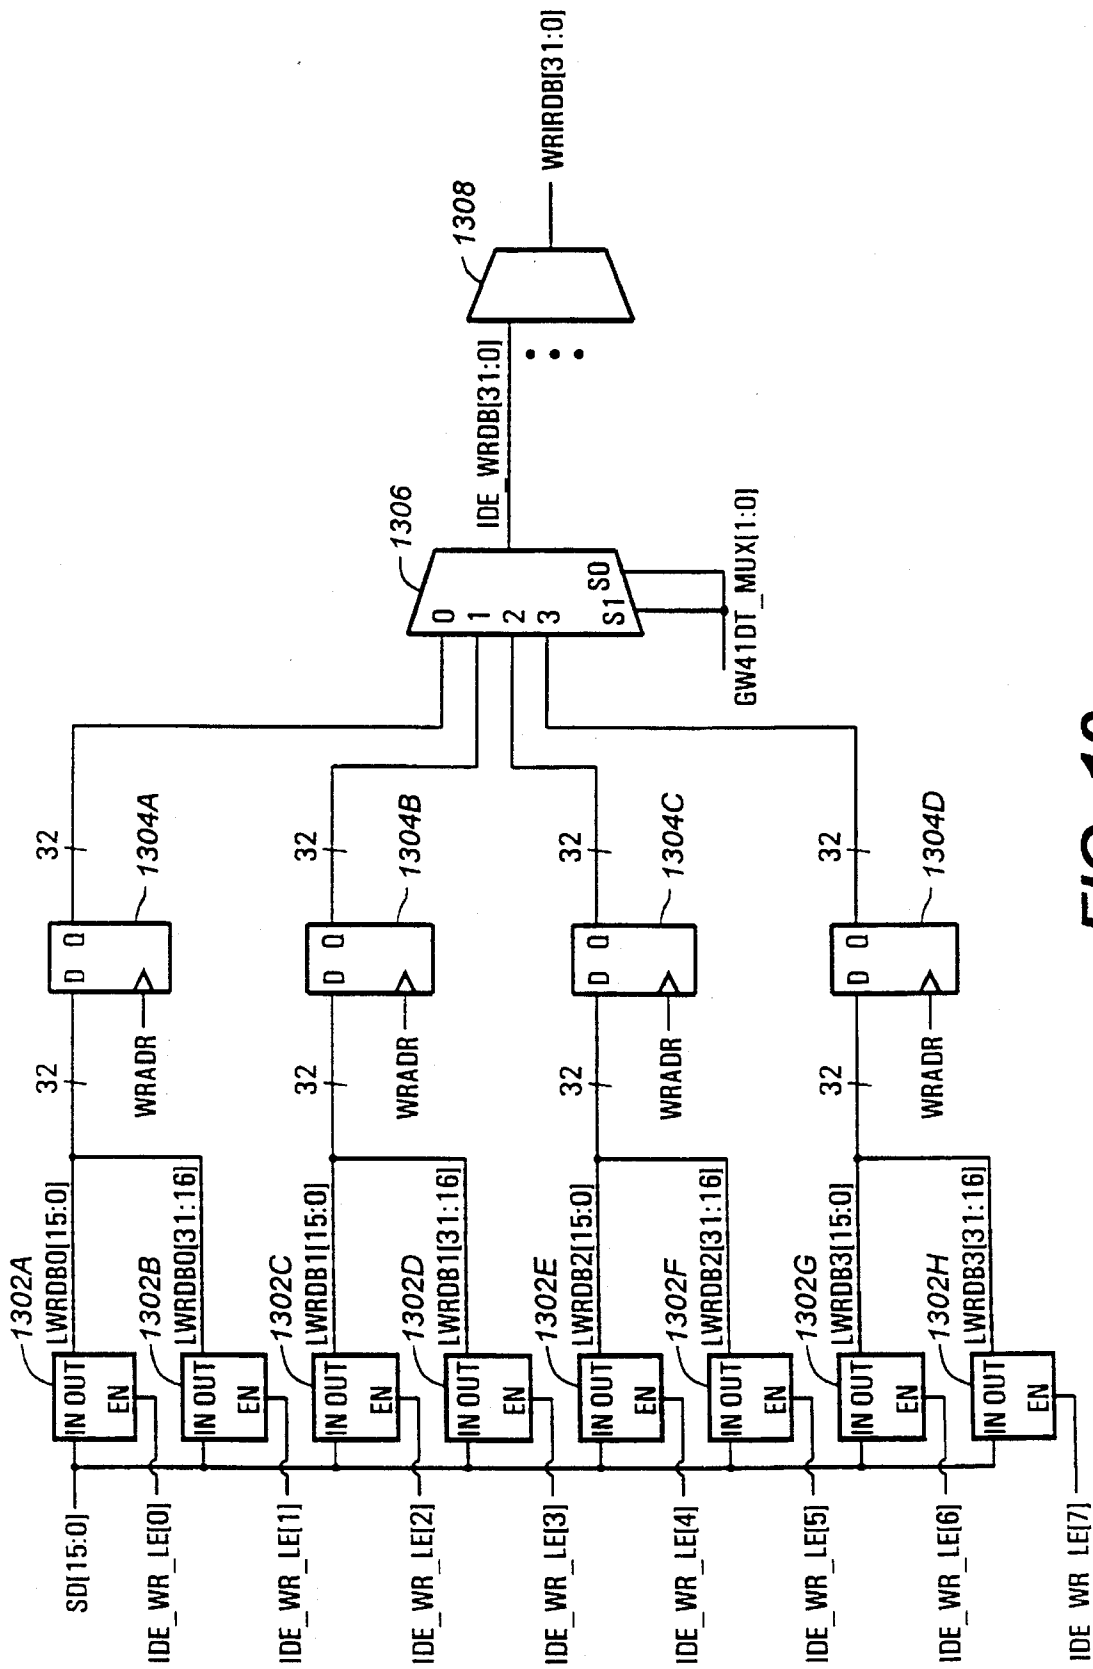 SD[15:0]
1302A
IN OUT
EN
LWRDB0[15:0]
IDE_WR_LE[0]
1302B
IN OUT
EN
LWRDB0[31:16]
IDE_WR_LE[1]
1302C
IN OUT
EN
LWRDB1[15:0]
IDE_WR_LE[2]
1302D
IN OUT
EN
LWRDB1[31:16]
IDE_WR_LE[3]
1302E
IN OUT
EN
LWRDB2[15:0]
IDE_WR_LE[4]
1302F
IN OUT
EN
LWRDB2[31:16]
IDE_WR_LE[5]
1302G
IN OUT
EN
LWRDB3[15:0]
IDE_WR_LE[6]
1302H
IN OUT
EN
LWRDB3[31:16]
IDE WR LE[7]
32
D Q
32
WRADR
1304A
32
D Q
32
WRADR
1304B
32
D Q
32
WRADR
1304C
32
D Q
32
WRADR
1304D
1306
0
1
2
3
S1 S0
GW41DT_MUX[1:0]
IDE_WRDB[31:0]
1308
WRIRDB[31:0]